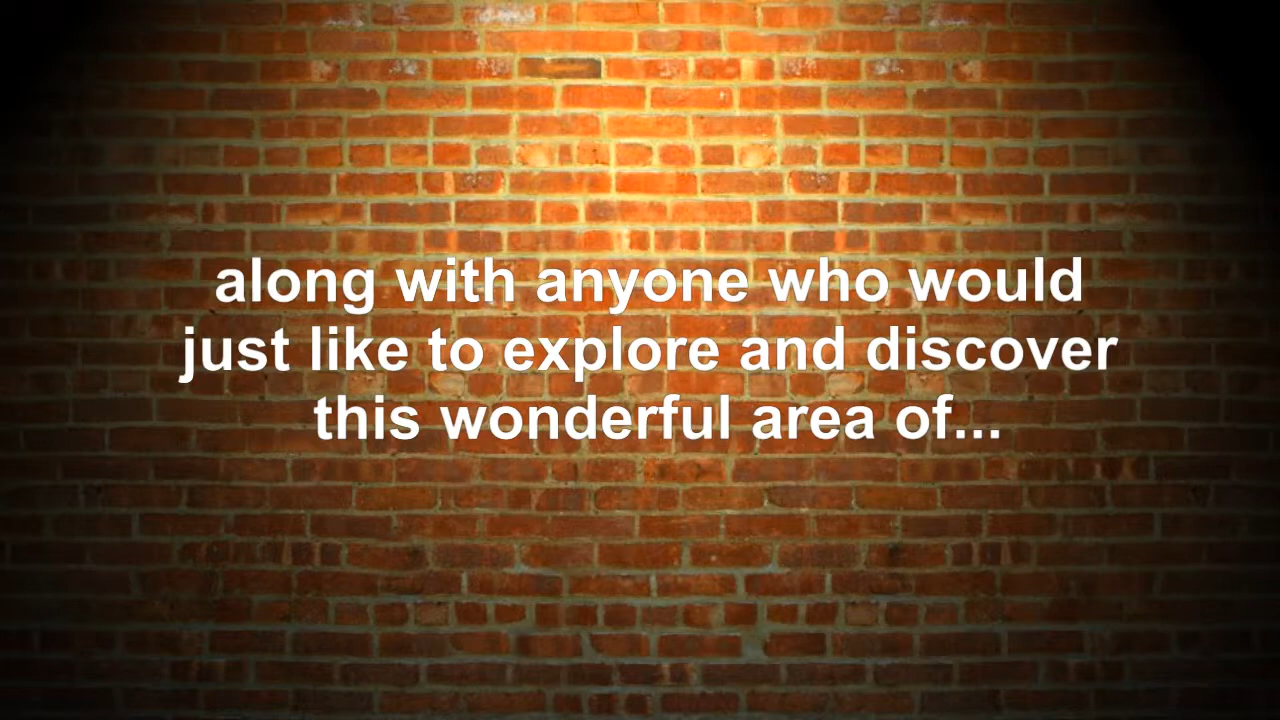 along with anyone who would
just like to explore and discover
this wonderful area of...